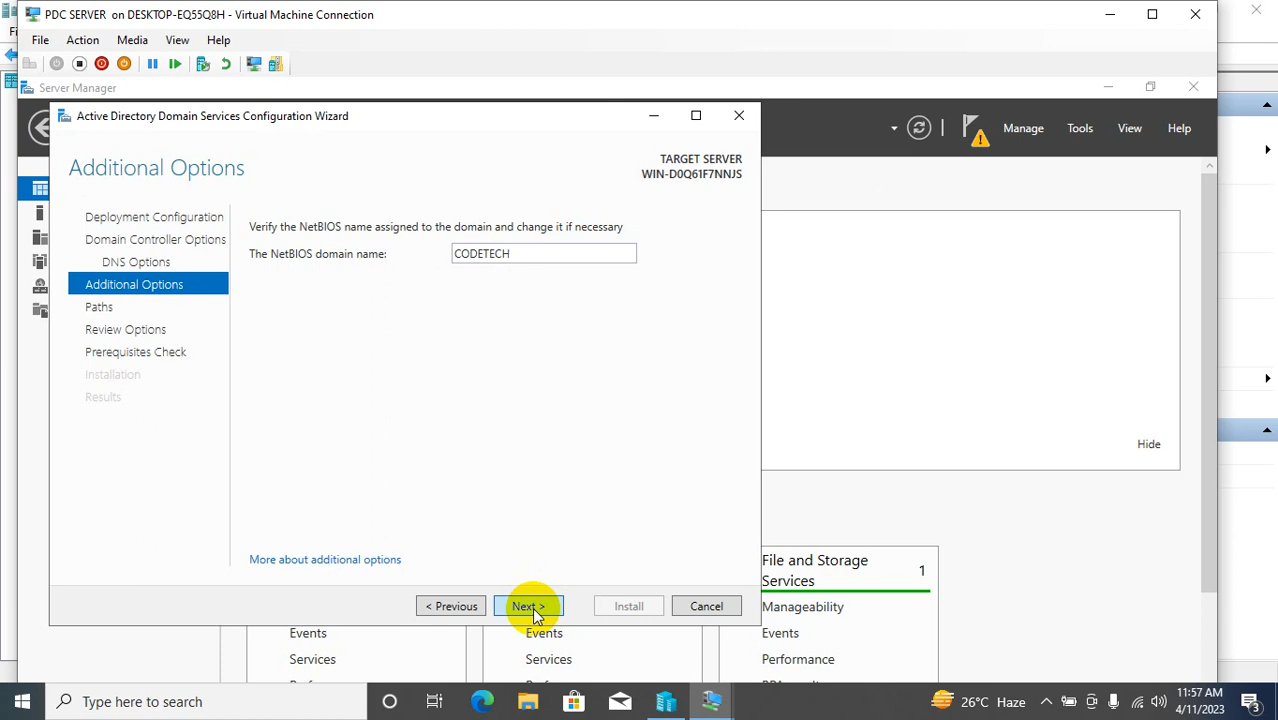 PDC SERVER on DESKTOP-EQ55Q8H - Virtual Machine Connection
File Action Media View Help
Server Manager
Active Directory Domain Services Configuration Wizard
Manage Tools View Help
Additional Options
TARGET SERVER
WIN-D0Q61F7NNJS
Deployment Configuration
Domain Controller Options
DNS Options
Additional Options
Paths
Review Options
Prerequisites Check
Installation
Results
Verify the NetBIOS name assigned to the domain and change it if necessary
The NetBIOS domain name: CODETECH
More about additional options
< Previous Next > Install Cancel
Hide
File and Storage
Services
1
Manageability
Events Events Events
Services Services Performance
Type here to search
26°C Haze
11:57 AM
4/11/2023
3